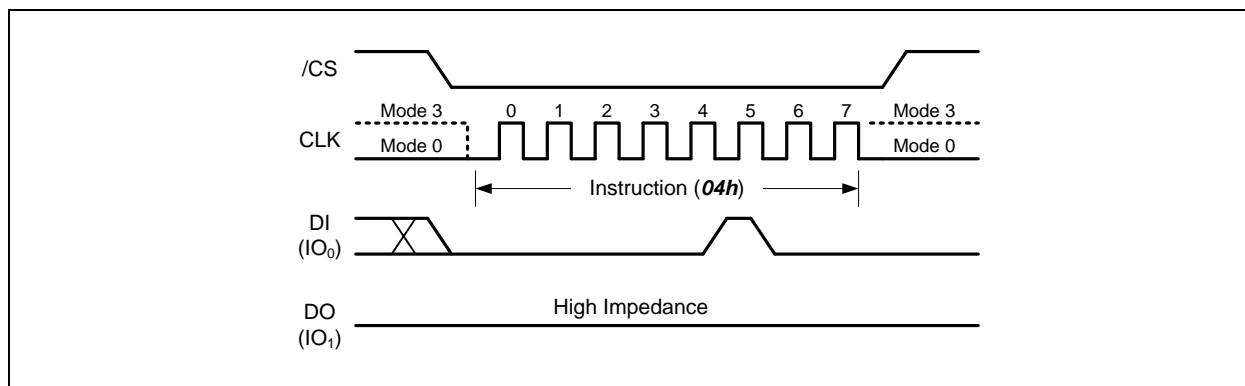 /CS
Mode 3 0 1 2 3 4 5 6 7 Mode 3
CLK Mode 0 Mode 0
Instruction (04h)
DI
(IO₀)
High Impedance
DO
(IO₁)